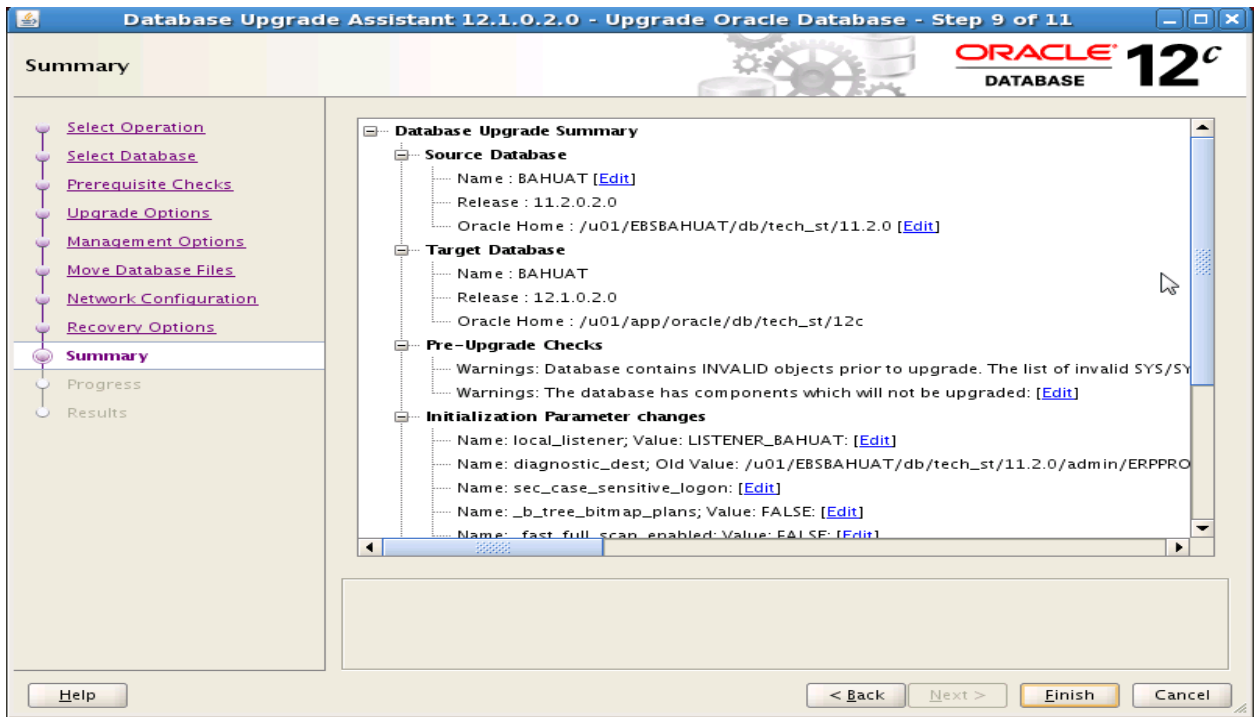 Database Upgrade Assistant 12.1.0.2.0 - Upgrade Oracle Database - Step 9 of 11
Summary
ORACLE DATABASE 12c
Select Operation
Select Database
Prerequisite Checks
Upgrade Options
Management Options
Move Database Files
Network Configuration
Recovery Options
Summary
Progress
Results
Database Upgrade Summary
Source Database
Name : BAHUAT [Edit]
Release : 11.2.0.2.0
Oracle Home : /u01/EBSBAHUAT/db/tech_st/11.2.0 [Edit]
Target Database
Name : BAHUAT
Release : 12.1.0.2.0
Oracle Home : /u01/app/oracle/db/tech_st/12c
Pre-Upgrade Checks
Warnings: Database contains INVALID objects prior to upgrade. The list of invalid SYS/SY
Warnings: The database has components which will not be upgraded: [Edit]
Initialization Parameter changes
Name: local_listener; Value: LISTENER_BAHUAT: [Edit]
Name: diagnostic_dest; Old Value: /u01/EBSBAHUAT/db/tech_st/11.2.0/admin/ERPPRO
Name: sec_case_sensitive_logon: [Edit]
Name: _b_tree_bitmap_plans; Value: FALSE: [Edit]
Name: _fast_full_scan_enabled; Value: FALSE: [Edit]
Help
< Back
Next >
Finish
Cancel